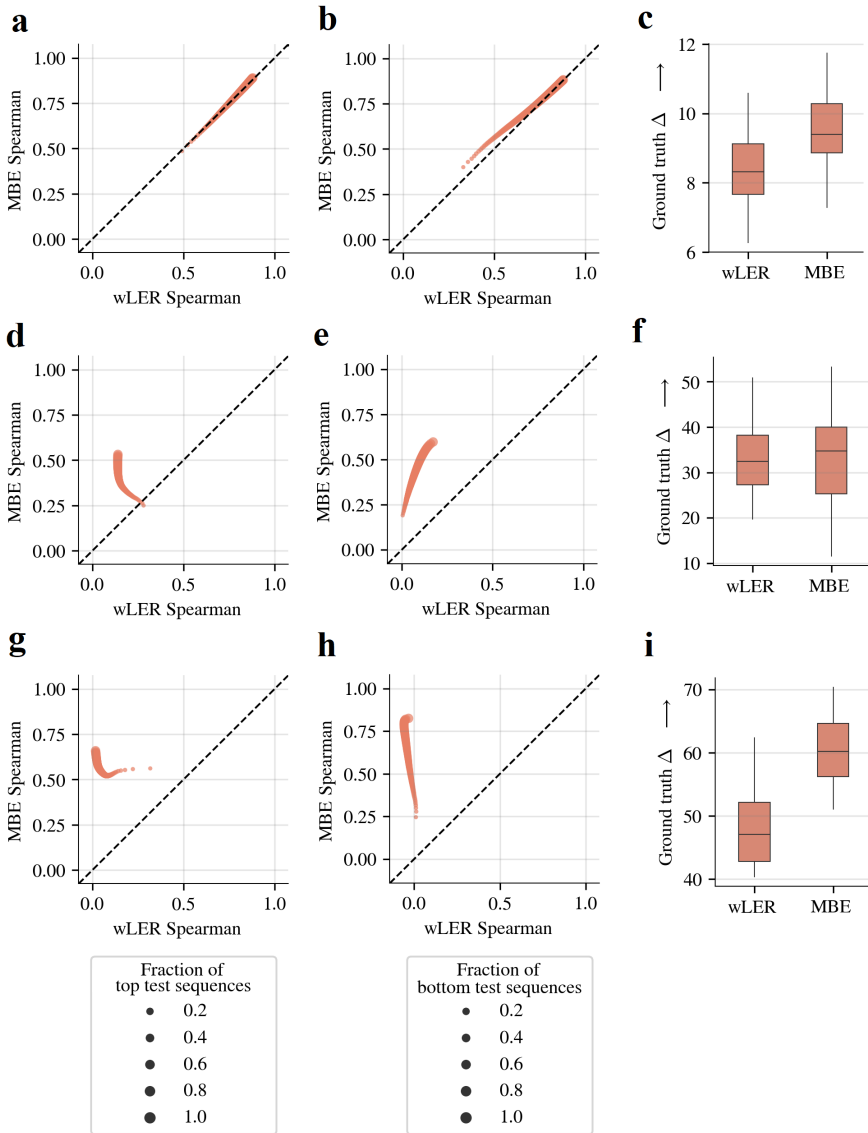 a
1.00
0.75
0.50
0.25
0.00
MBE Spearman
0.0
0.5
1.0
wLER Spearman
b
1.00
0.75
0.50
0.25
0.00
MBE Spearman
0.0
0.5
1.0
wLER Spearman
c
12
10
8
6
Ground truth Δ →
wLER
MBE
d
1.00
0.75
0.50
0.25
0.00
MBE Spearman
0.0
0.5
1.0
wLER Spearman
e
1.00
0.75
0.50
0.25
0.00
MBE Spearman
0.0
0.5
1.0
wLER Spearman
f
50
40
30
20
10
Ground truth Δ →
wLER
MBE
g
1.00
0.75
0.50
0.25
0.00
MBE Spearman
0.0
0.5
1.0
wLER Spearman
h
1.00
0.75
0.50
0.25
0.00
MBE Spearman
0.0
0.5
1.0
wLER Spearman
i
70
60
50
40
Ground truth Δ →
wLER
MBE
Fraction of
top test sequences
0.2
0.4
0.6
0.8
1.0
Fraction of
bottom test sequences
0.2
0.4
0.6
0.8
1.0